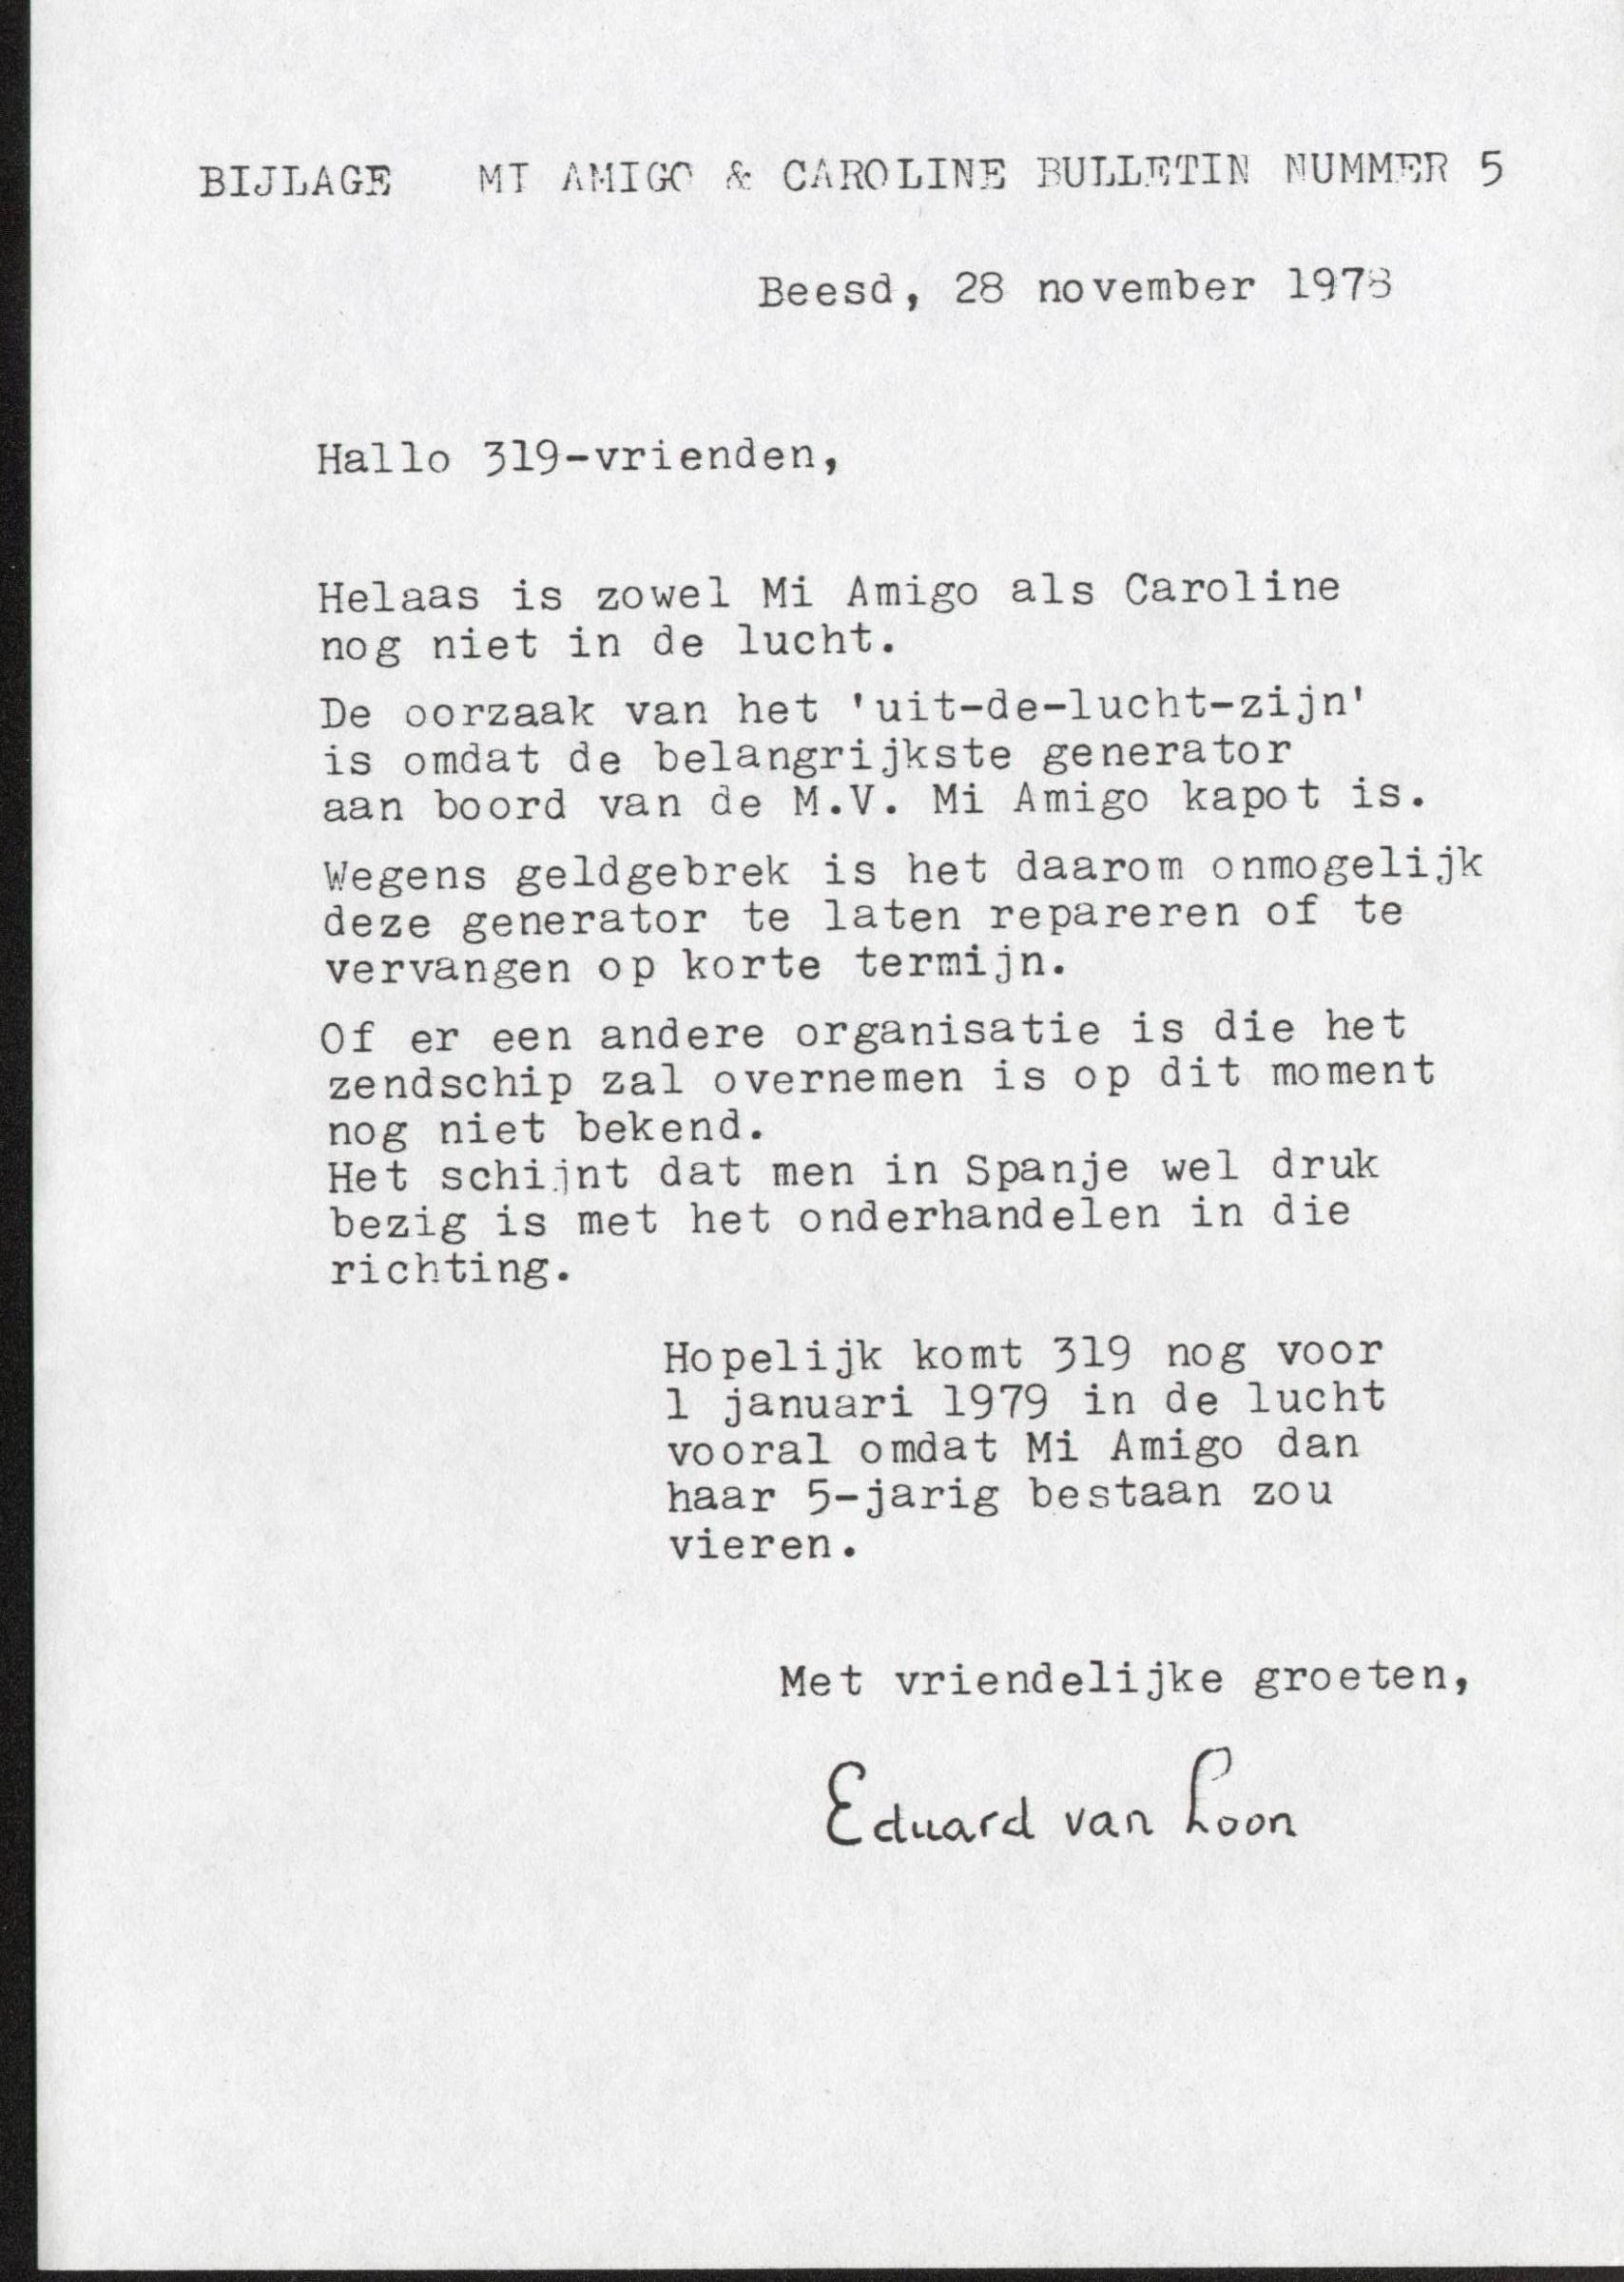 BIJLAGE MI AMIGO & CAROLINE BULLETIN NUMMER 5
Beesd, 28 november 1978
Hallo 319-vrienden,
Helaas is zowel Mi Amigo als Caroline
nog niet in de lucht.
De oorzaak van het 'uit-de-lucht-zijn'
is omdat de belangrijkste generator
aan boord van de M.V. Mi Amigo kapot is.
Wegens geldgebrek is het daarom onmogelijk
deze generator te laten repareren of te
vervangen op korte termijn.
Of er een andere organisatie is die het
zendschip zal overnemen is op dit moment
nog niet bekend.
Het schijnt dat men in Spanje wel druk
bezig is met het onderhandelen in die
richting.
Hopelijk komt 319 nog voor
1 januari 1979 in de lucht
vooral omdat Mi Amigo dan
haar 5-jarig bestaan zou
vieren.
Met vriendelijke groeten,
Eduard van Loon